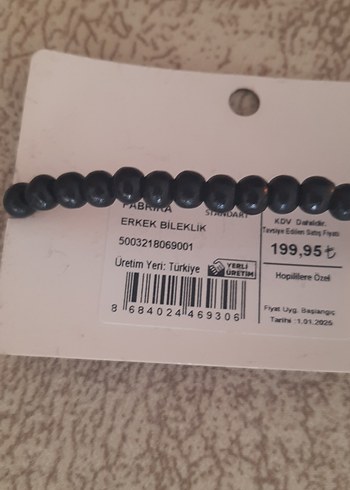 FABRİKA STANDART
ERKEK BİLEKLİK
5003218069001
Üretim Yeri: Türkiye
YERLİ
ÜRETİM
8 684024 469306
KDV Dahildir.
Tavsiye Edilen Satış Fiyatı
199,95₺
Hopilililere Özel
Fiyat Uyg. Başlangıç
Tarihi :1.01.2025